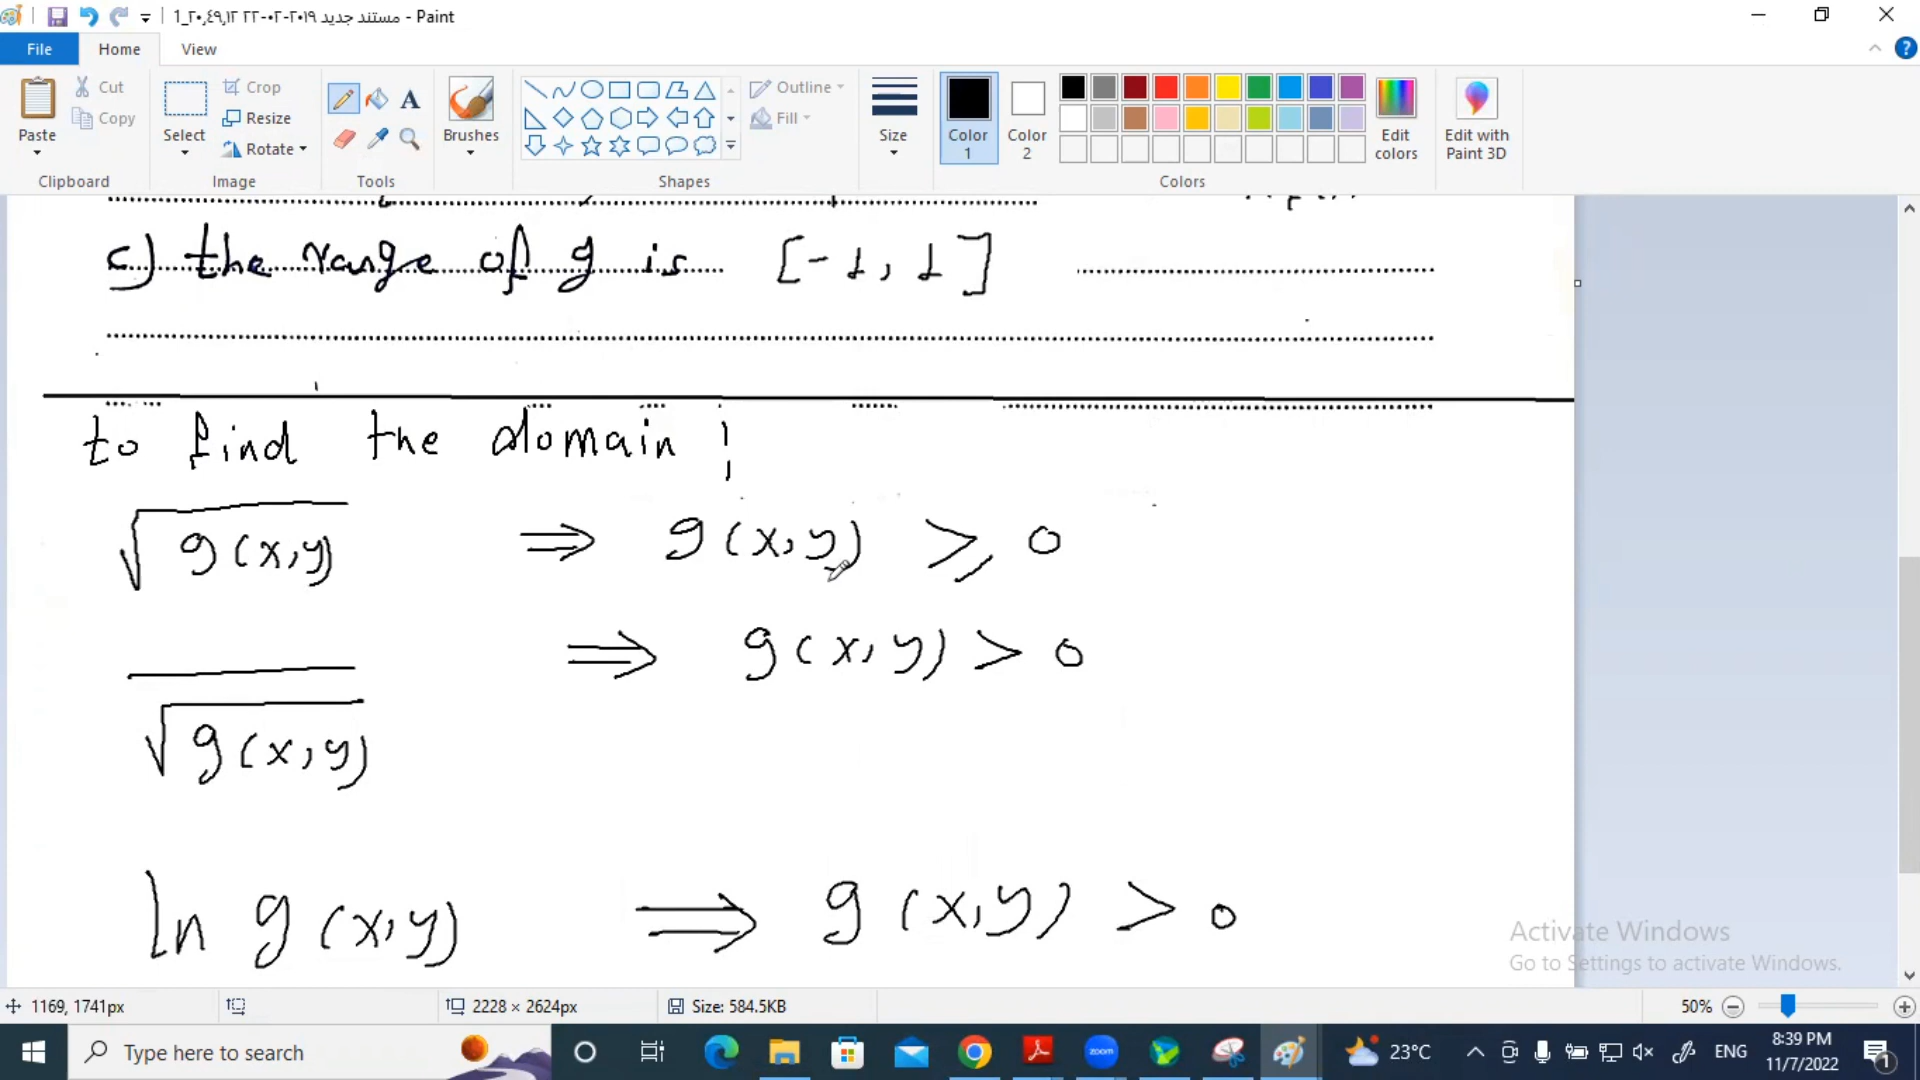 مستند جديد ٢٠١٩-٠٢-٢٢ ٢٠,٤٩,١٢_1 - Paint
File Home View
Paste Cut Copy Select Crop Resize Rotate Brushes Outline Fill Size Color 1 Color 2 Edit colors Edit with Paint 3D
Clipboard Image Tools Shapes Colors
c) the range of g is [-1, 1]
to find the domain:
√g(x,y) ⇒ g(x,y) ≥ 0
⇒ g(x,y) > 0
√g(x,y)
ln g(x,y) ⇒ g(x,y) > 0
Activate Windows
Go to Settings to activate Windows.
1169, 1741px 2228 × 2624px Size: 584.5KB 50%
Type here to search zoom 23°C ENG 8:39 PM
11/7/2022 1